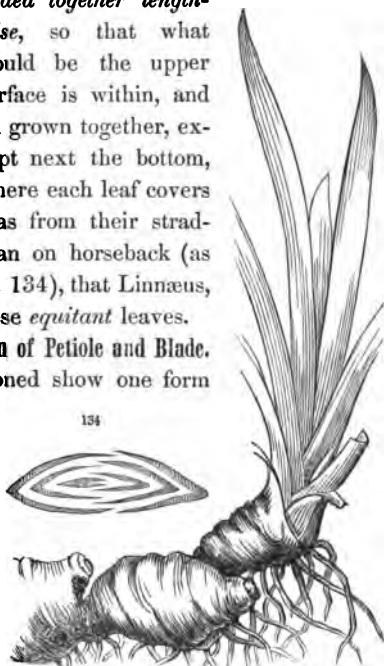 ded together length-
se, so that what
ould be the upper
rface is within, and
grown together, ex-
pt next the bottom,
here each leaf covers
as from their strad-
an on horseback (as
134), that Linnæus,
se equitant leaves.
n of Petiole and Blade.
oned show one form
134